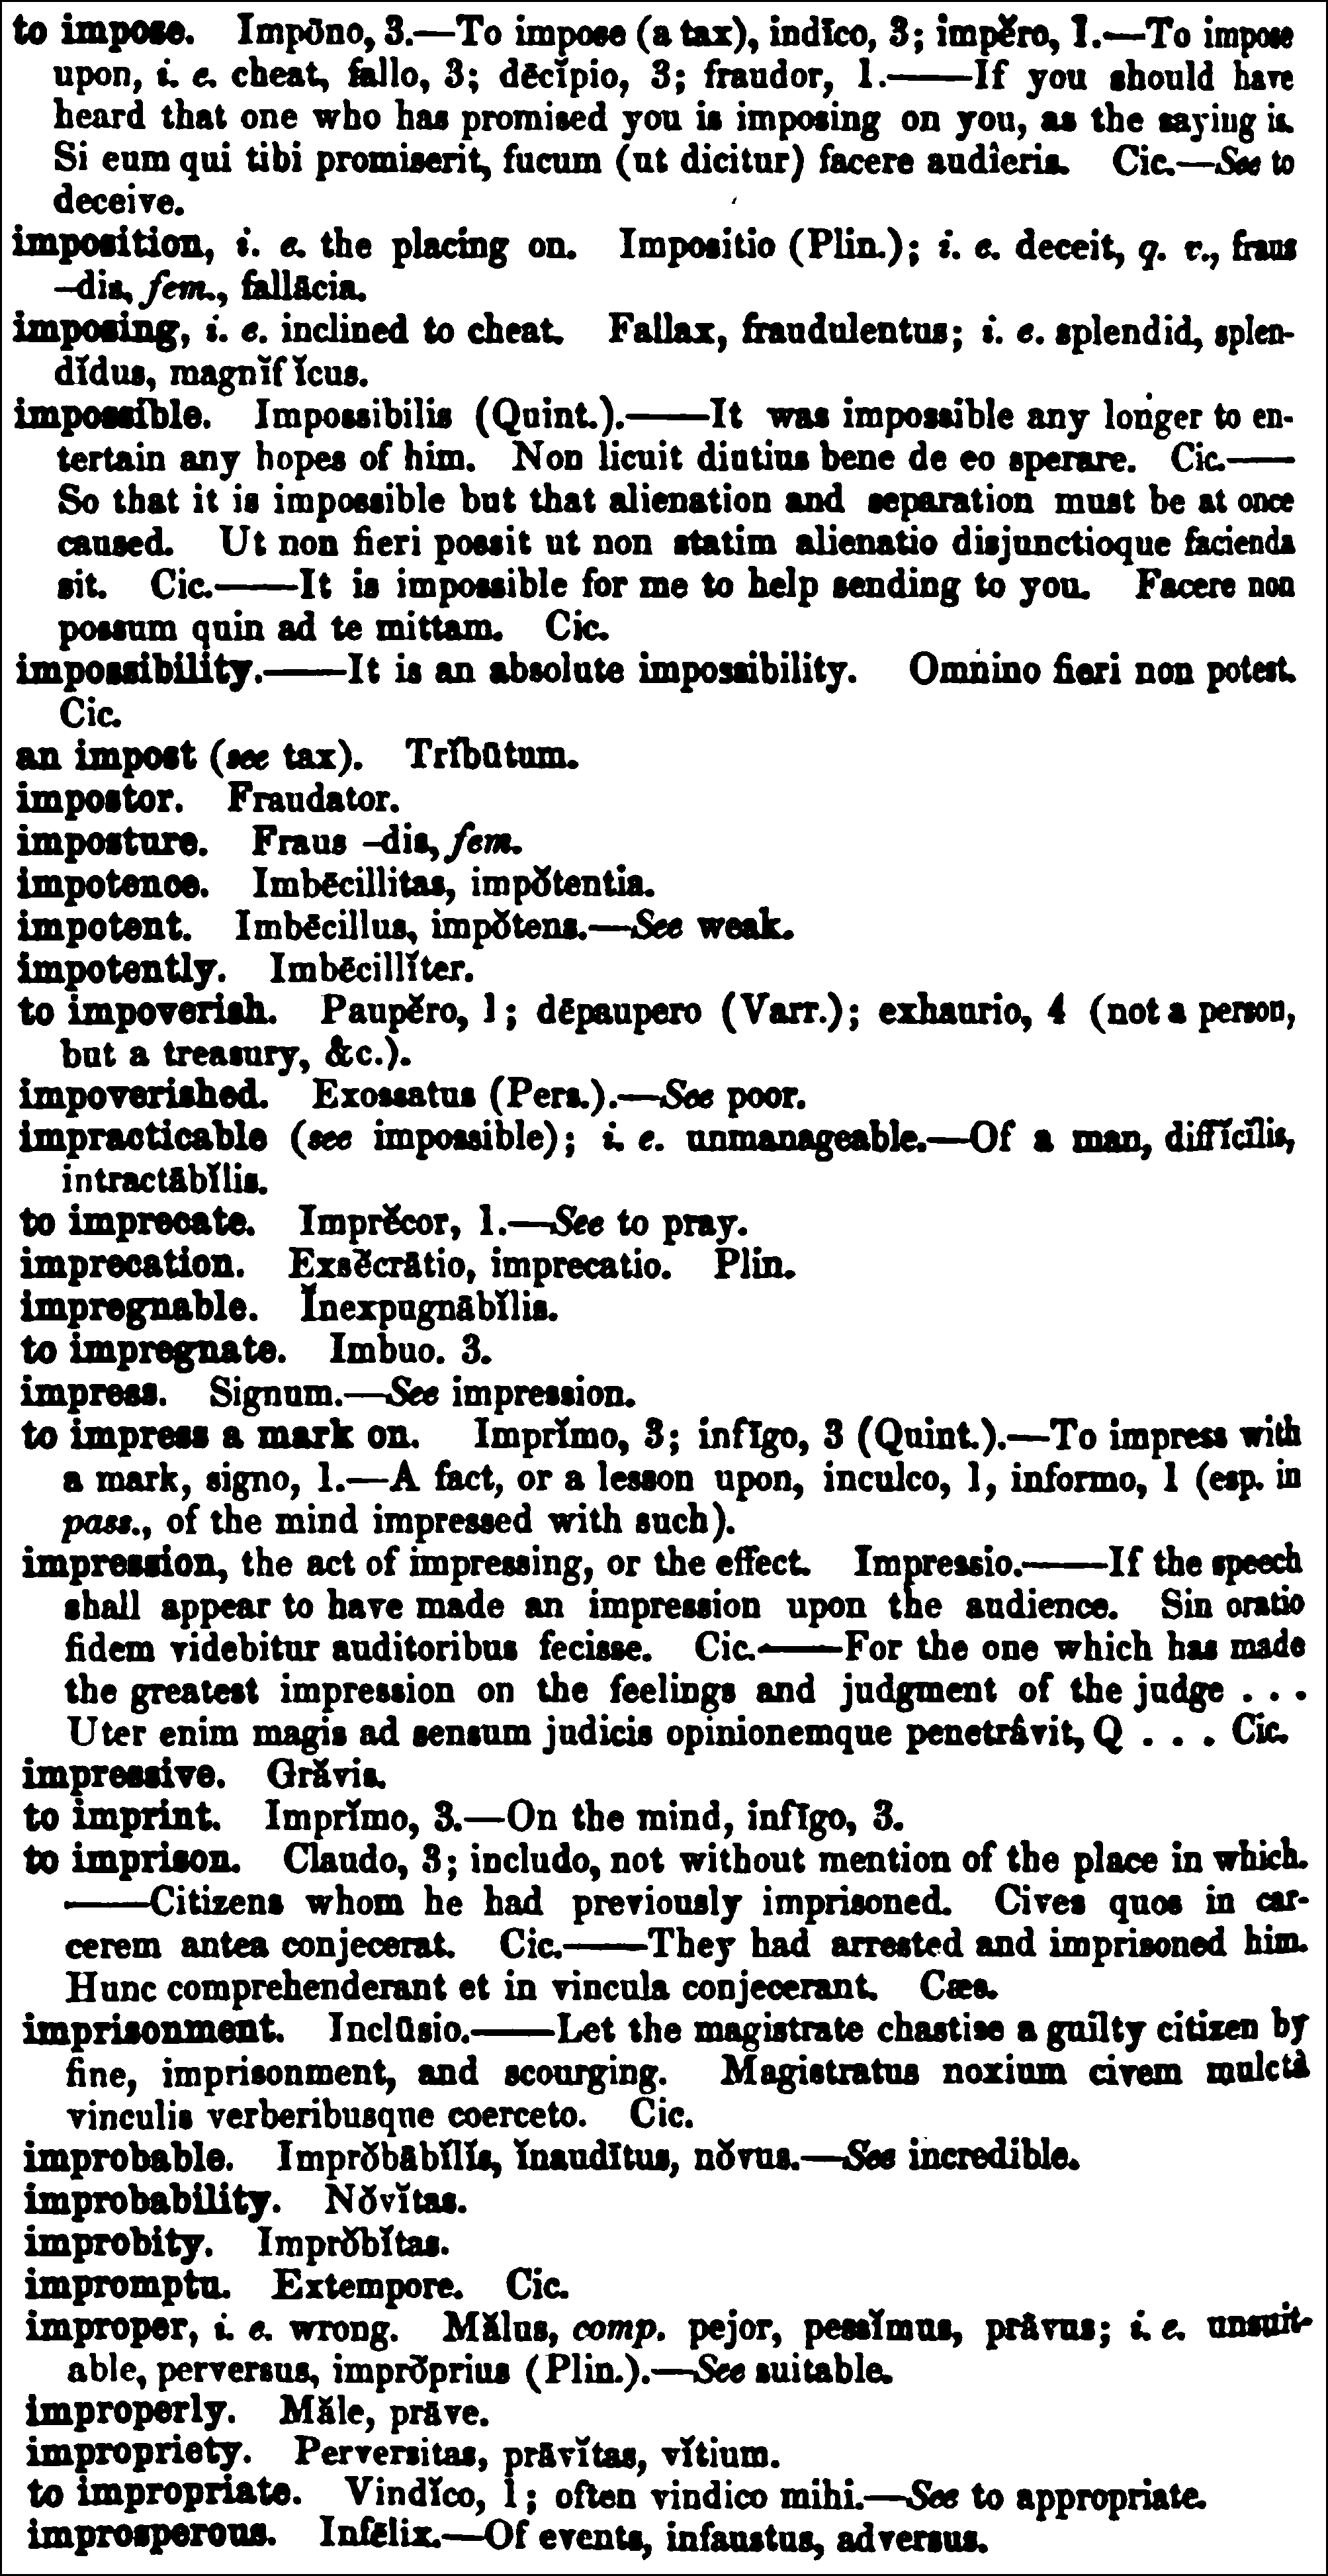 to impose. Impōno, 3.—To impose (a tax), indīco, 3; impĕro, 1.—To impose
upon, i. e. cheat, fallo, 3; dēcĭpio, 3; fraudor, 1.——If you should have
heard that one who has promised you is imposing on you, as the saying is.
Si eum qui tibi promiserit, fucum (ut dicitur) facere audîeris. Cic.—See to
deceive.
imposition, i. e. the placing on. Impositio (Plin.); i. e. deceit, q. v., fraus
–dis, fem., fallācia.
imposing, i. e. inclined to cheat. Fallax, fraudulentus; i. e. splendid, splen-
dĭdus, magnĭfĭcus.
impossible. Impossibilis (Quint.).——It was impossible any longer to en-
tertain any hopes of him. Non licuit diutius bene de eo sperare. Cic.——
So that it is impossible but that alienation and separation must be at once
caused. Ut non fieri possit ut non statim alienatio disjunctioque facienda
sit. Cic.——It is impossible for me to help sending to you. Facere non
possum quin ad te mittam. Cic.
impossibility.——It is an absolute impossibility. Omnino fieri non potest.
Cic.
an impost (see tax). Trĭbūtum.
impostor. Fraudator.
imposture. Fraus –dis, fem.
impotence. Imbēcillitas, impŏtentia.
impotent. Imbēcillus, impŏtens.—See weak.
impotently. Imbēcillĭter.
to impoverish. Paupĕro, 1; dēpaupero (Varr.); exhaurio, 4 (not a person,
but a treasury, &c.).
impoverished. Exossatus (Pers.).—See poor.
impracticable (see impossible); i. e. unmanageable.—Of a man, diffĭcĭlis,
intractābĭlis.
to imprecate. Imprĕcor, 1.—See to pray.
imprecation. Exsĕcrātio, imprecatio. Plin.
impregnable. Ĭnexpugnābĭlis.
to impregnate. Imbuo. 3.
impress. Signum.—See impression.
to impress a mark on. Imprĭmo, 3; infīgo, 3 (Quint.).—To impress with
a mark, signo, 1.—A fact, or a lesson upon, inculco, 1, informo, 1 (esp. in
pass., of the mind impressed with such).
impression, the act of impressing, or the effect. Impressio.——If the speech
shall appear to have made an impression upon the audience. Sin oratio
fidem videbitur auditoribus fecisse. Cic.——For the one which has made
the greatest impression on the feelings and judgment of the judge . . .
Uter enim magis ad sensum judicis opinionemque penetrâvit, Q . . . Cic.
impressive. Grăvis.
to imprint. Imprĭmo, 3.—On the mind, infīgo, 3.
to imprison. Claudo, 3; includo, not without mention of the place in which.
——Citizens whom he had previously imprisoned. Cives quos in car-
cerem antea conjecerat. Cic.——They had arrested and imprisoned him.
Hunc comprehenderant et in vincula conjecerant. Cæs.
imprisonment. Inclūsio.——Let the magistrate chastise a guilty citizen by
fine, imprisonment, and scourging. Magistratus noxium civem mulctâ
vinculis verberibusque coerceto. Cic.
improbable. Imprŏbābĭlĭs, ĭnaudītus, nŏvus.—See incredible.
improbability. Nŏvĭtas.
improbity. Imprŏbĭtas.
impromptu. Extempore. Cic.
improper, i. e. wrong. Mălus, comp. pejor, pessĭmus, prāvus; i. e. unsuit-
able, perversus, imprŏprius (Plin.).—See suitable.
improperly. Măle, prāve.
impropriety. Perversitas, prāvĭtas, vĭtium.
to impropriate. Vindĭco, 1; often vindico mihi.—See to appropriate.
improsperous. Infēlix.—Of events, infaustus, adversus.